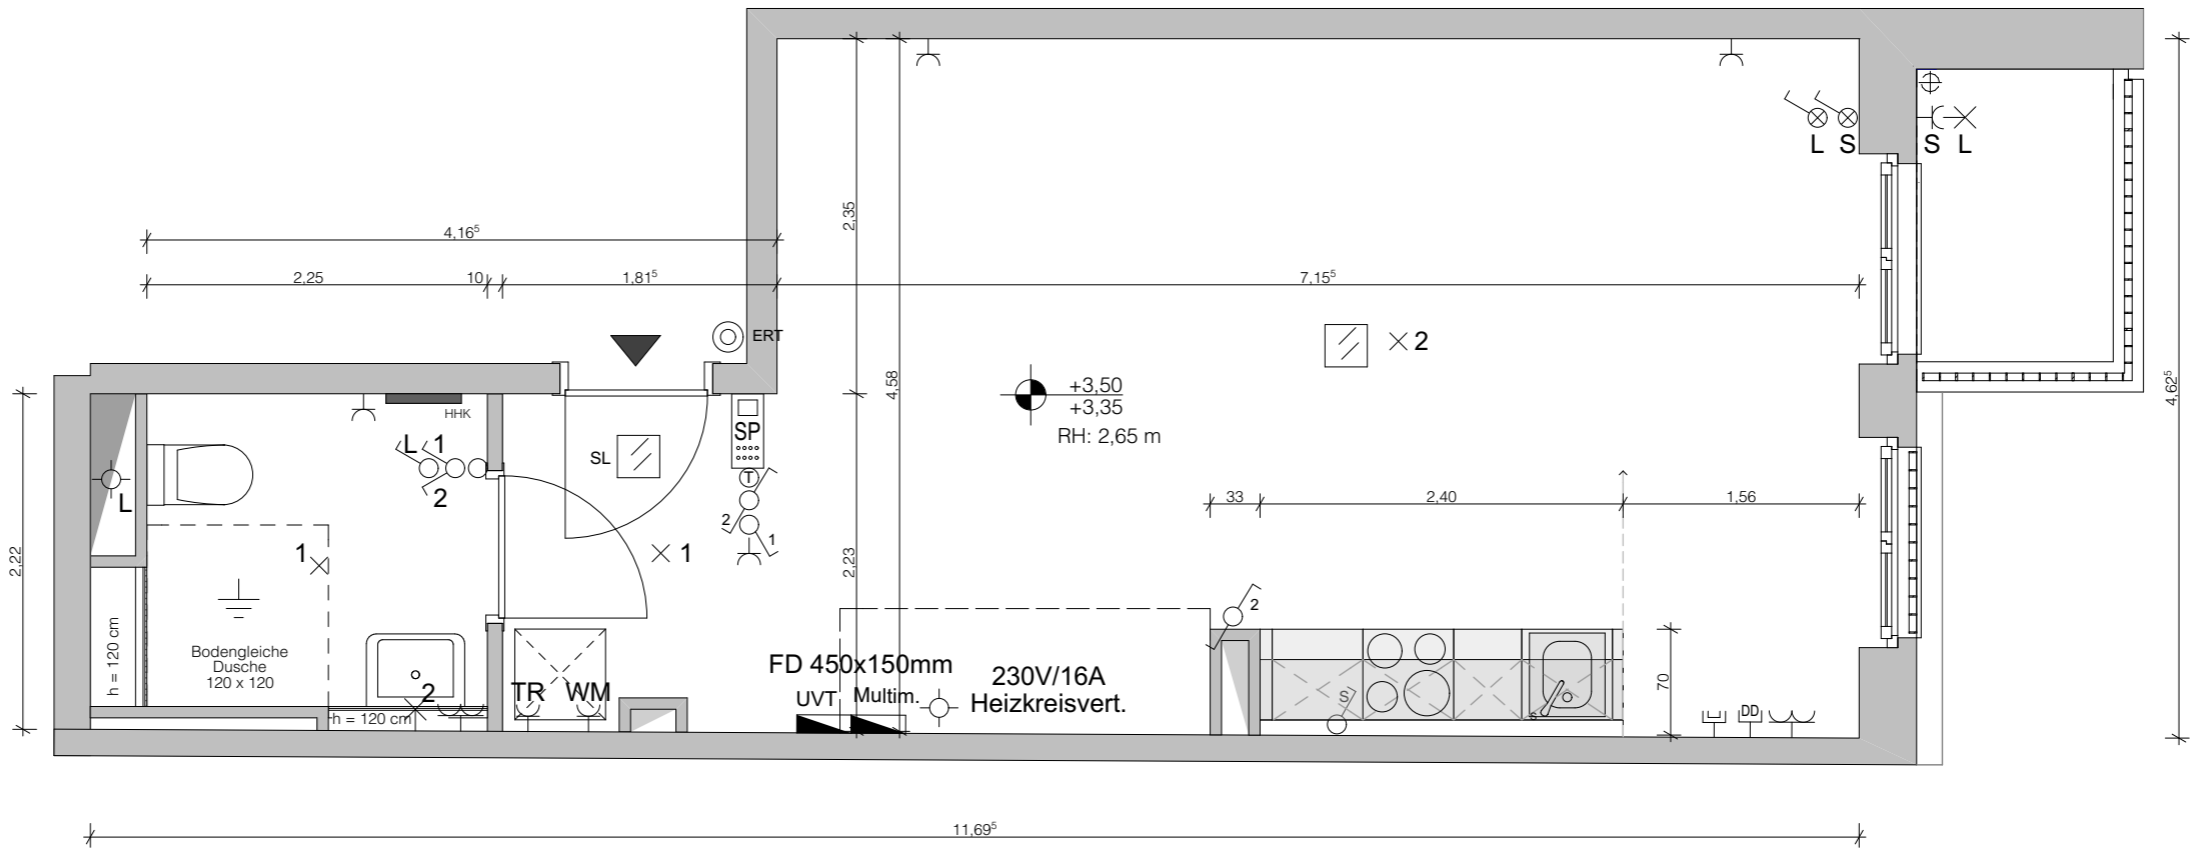 L S
S L
2,35
4,16⁵
2,25
10
1,81⁵
7,15⁵
ERT
× 2
4,58
4,62⁵
+3,50
+3,35
RH: 2,65 m
HHK
L 1
2
SL
SP
T
L
33
2,40
1,56
2
1
1
× 1
2,22
2,23
2
h = 120 cm
Bodengleiche
Dusche
120 x 120
2
h = 120 cm
TR WM
FD 450x150mm
UVT Multim.
230V/16A
Heizkreisvert.
S
70
DD
11,69⁵